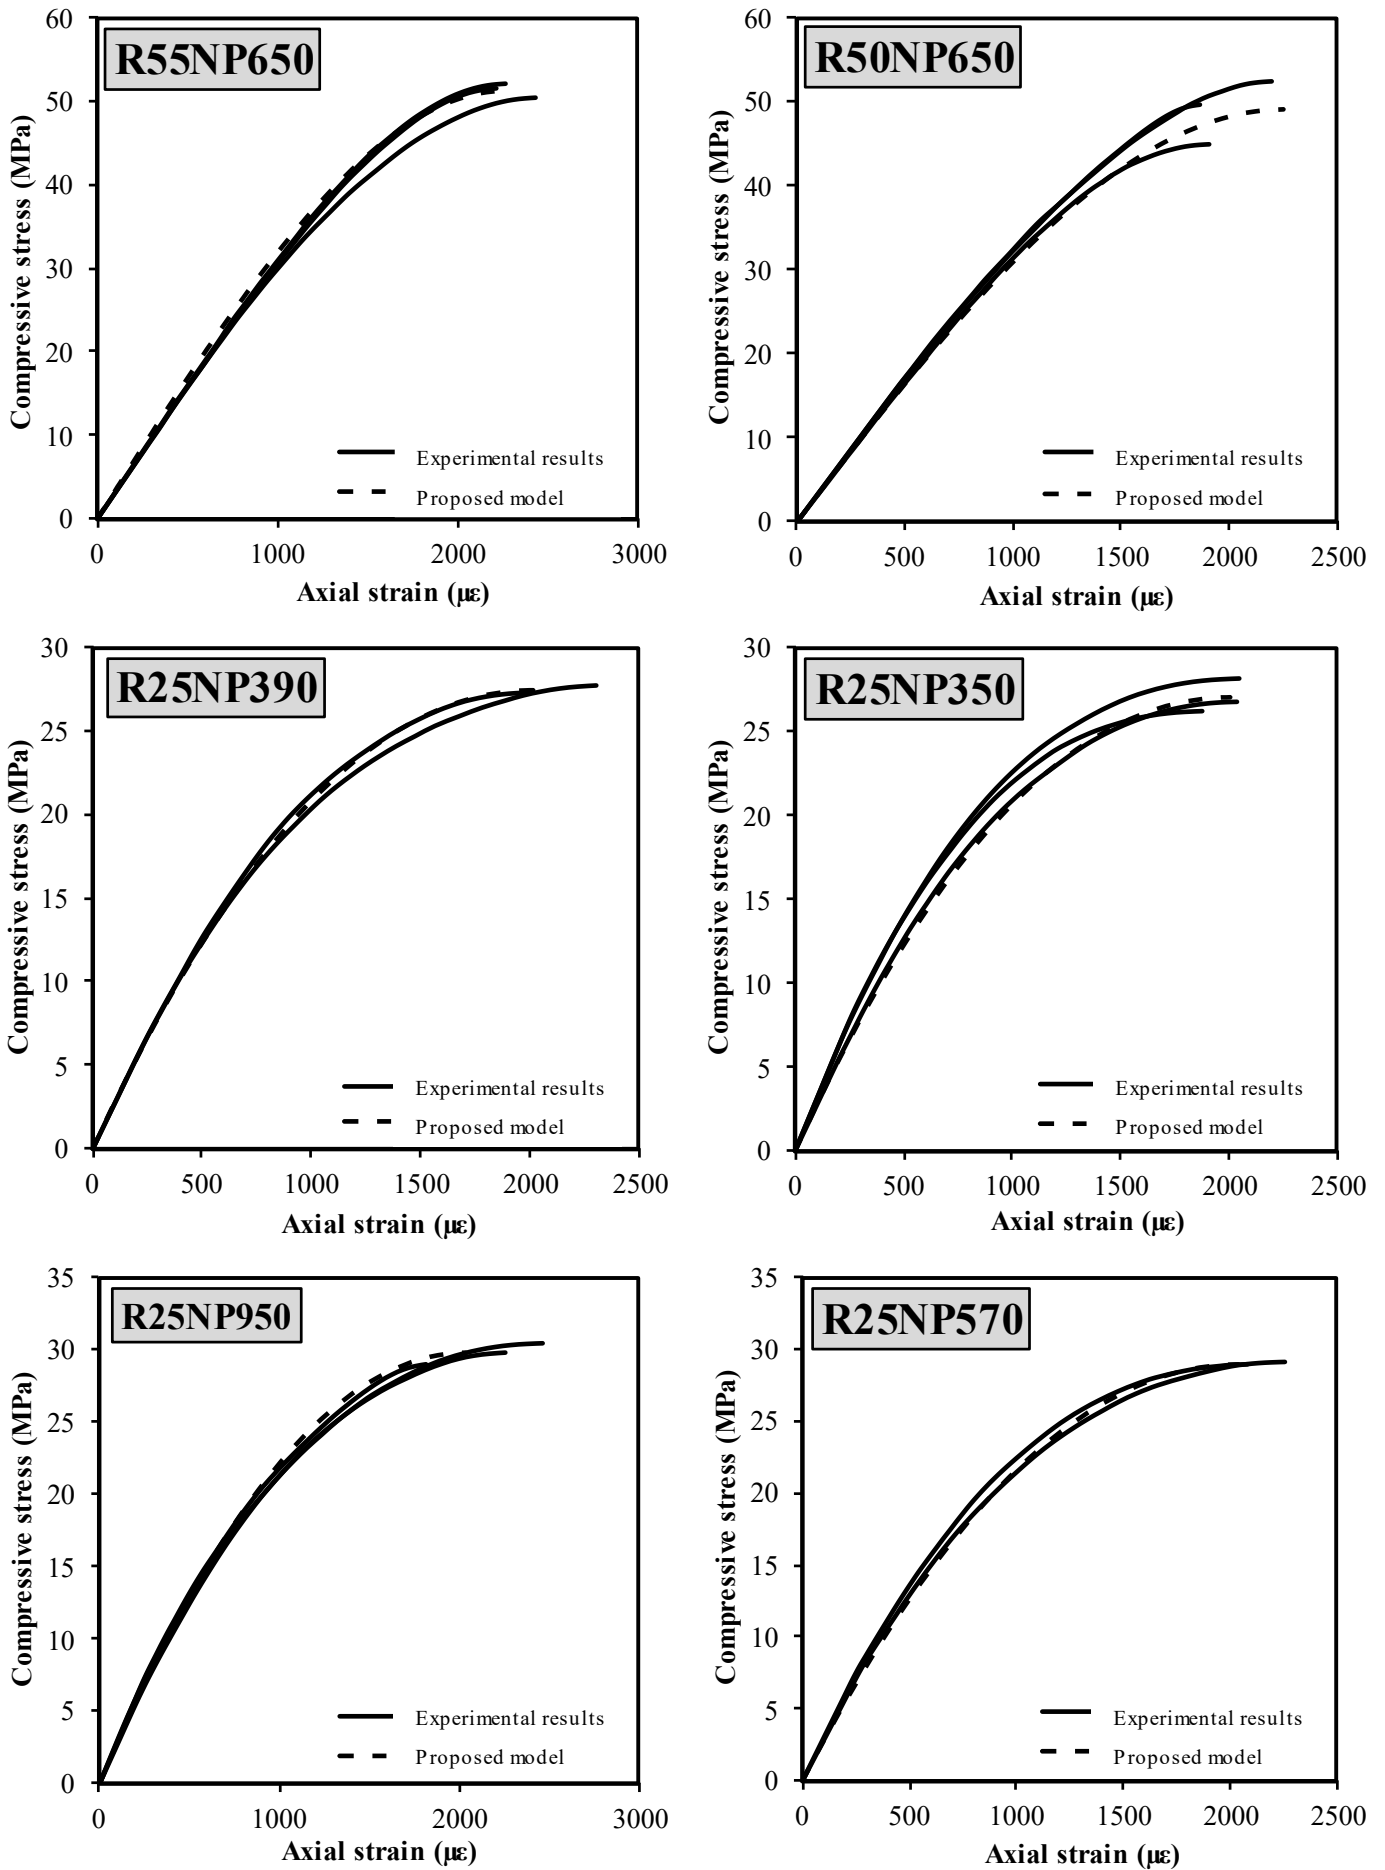 R55NP650
Compressive stress (MPa)
60
50
40
30
20
10
0
Experimental results
Proposed model
0 1000 2000 3000
Axial strain (με)
R50NP650
Compressive stress (MPa)
60
50
40
30
20
10
0
Experimental results
Proposed model
0 500 1000 1500 2000 2500
Axial strain (με)
R25NP390
Compressive stress (MPa)
30
25
20
15
10
5
0
Experimental results
Proposed model
0 500 1000 1500 2000 2500
Axial strain (με)
R25NP350
Compressive stress (MPa)
30
25
20
15
10
5
0
Experimental results
Proposed model
0 500 1000 1500 2000 2500
Axial strain (με)
R25NP950
Compressive stress (MPa)
35
30
25
20
15
10
5
0
Experimental results
Proposed model
0 1000 2000 3000
Axial strain (με)
R25NP570
Compressive stress (MPa)
35
30
25
20
15
10
5
0
Experimental results
Proposed model
0 500 1000 1500 2000 2500
Axial strain (με)